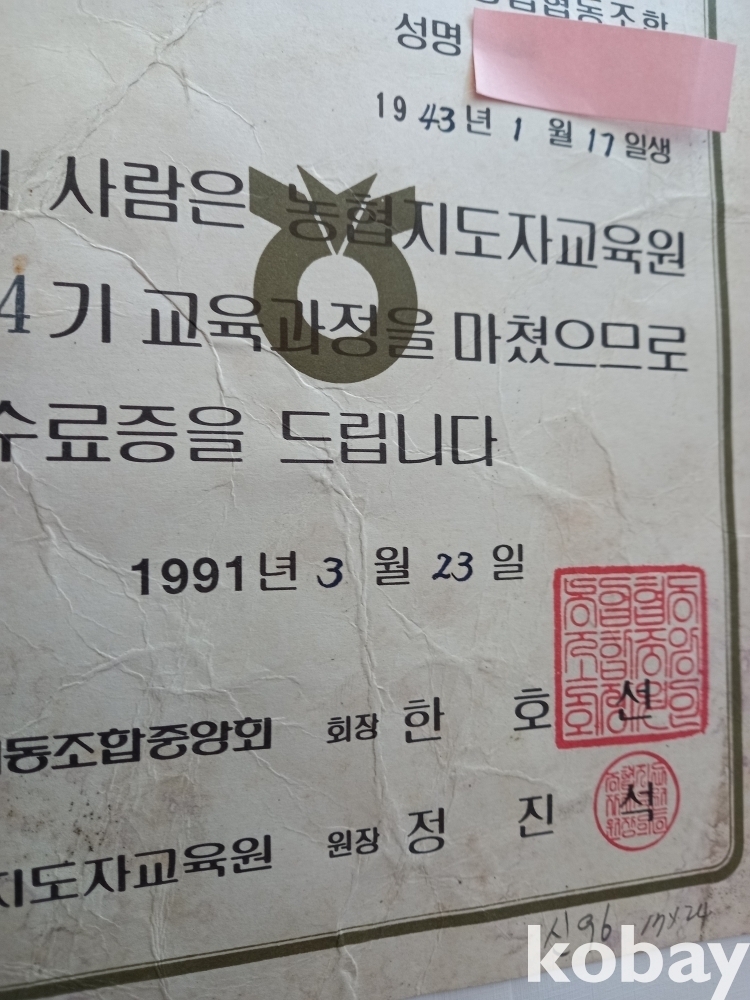 협동조합
성명
1943년 1월 17일생
사람은 농협지도자교육원
4기 교육과정을 마쳤으므로
수료증을 드립니다
1991년 3월 23일
동조합중앙회 회장 한호선
지도자교육원 원장 정진석
신96 17x24
kobay